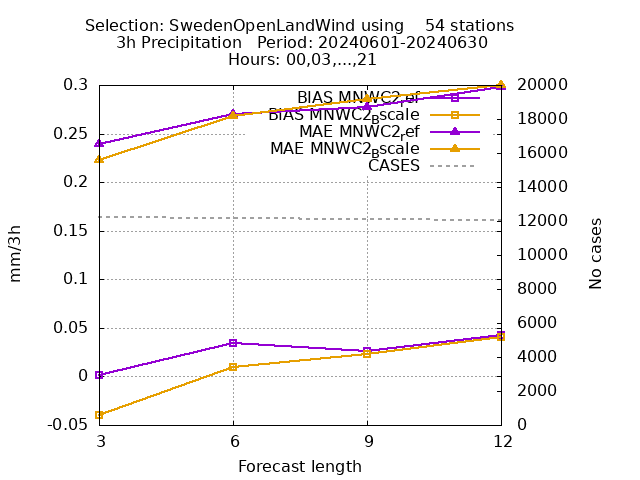 Selection: SwedenOpenLandWind using    54 stations
3h Precipitation   Period: 20240601-20240630
Hours: 00,03,...,21
BIAS MNWC2_ref
BIAS MNWC2_Bscale
MAE MNWC2_ref
MAE MNWC2_Bscale
CASES
0.3
0.25
0.2
0.15
0.1
0.05
0
-0.05
mm/3h
20000
18000
16000
14000
12000
10000
8000
6000
4000
2000
0
No cases
3 6 9 12
Forecast length